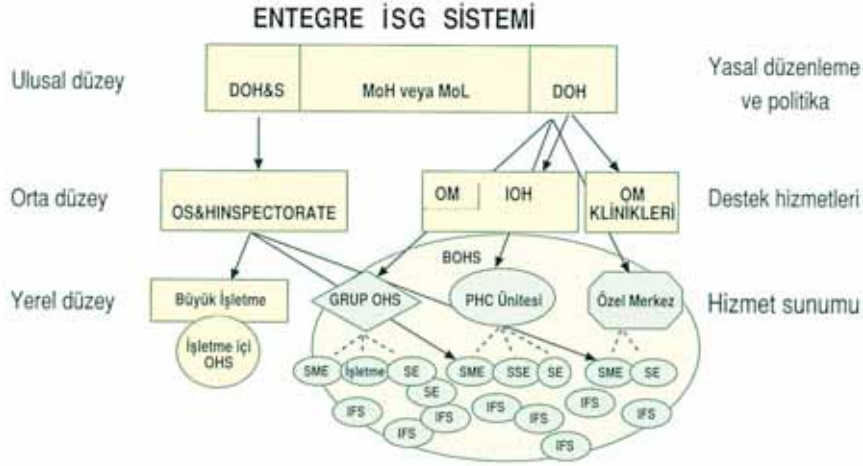 ENTEGRE İSG SİSTEMİ
Ulusal düzey
DOH&S
MoH veya MoL
DOH
Yasal düzenleme
ve politika
Orta düzey
OS&HINSPECTORATE
OM
IOH
OM
KLİNİKLERİ
Destek hizmetleri
BOHS
Yerel düzey
Büyük İşletme
GRUP OHS
PHC Ünitesi
Özel Merkez
Hizmet sunumu
İşletme içi
OHS
SME
İşletme
SE
SE
SME
SSE
SE
SME
SE
IFS
IFS
IFS
IFS
IFS
IFS
IFS
IFS